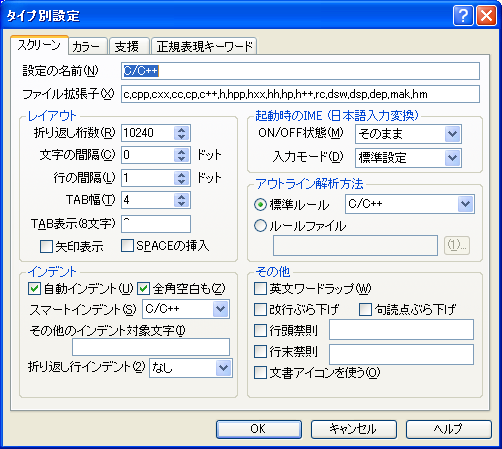 タイプ別設定
スクリーン カラー 支援 正規表現キーワード
設定の名前(N) C/C++
ファイル拡張子(X) c,cpp,cxx,cc,cp,c++,h,hpp,hxx,hh,hp,h++,rc,dsw,dsp,dep,mak,hm
レイアウト
折り返し桁数(R) 10240
文字の間隔(C) 0 ドット
行の間隔(L) 1 ドット
TAB幅(T) 4
TAB表示(8文字) ^
矢印表示 SPACEの挿入
起動時のIME (日本語入力変換)
ON/OFF状態(M) そのまま
入力モード(D) 標準設定
アウトライン解析方法
標準ルール C/C++
ルールファイル
(1)...
インデント
自動インデント(U) 全角空白も(Z)
スマートインデント(S) C/C++
その他のインデント対象文字(I)
折り返し行インデント(2) なし
その他
英文ワードラップ(W)
改行ぶら下げ 句読点ぶら下げ
行頭禁則
行末禁則
文書アイコンを使う(O)
OK キャンセル ヘルプ